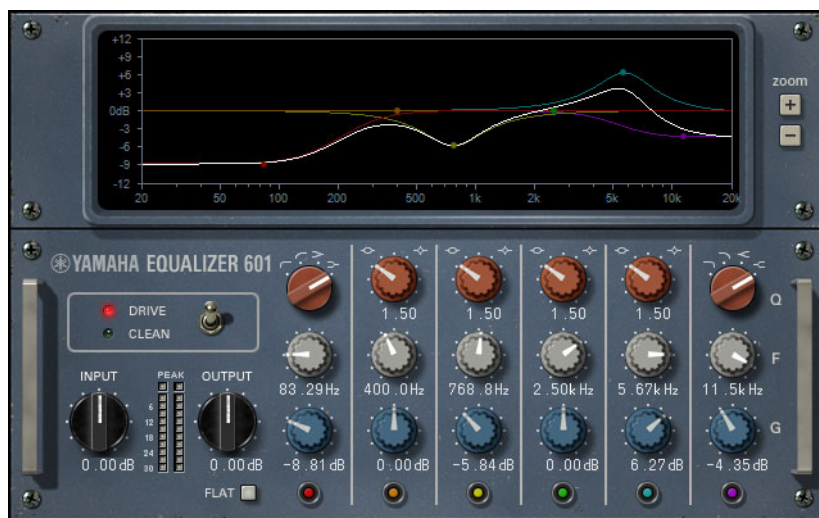 +12
+9
+6
+3
0dB
-3
-6
-9
-12
20 50 100 200 500 1k 2k 5k 10k 20k
zoom
+
−
YAMAHA EQUALIZER 601
DRIVE
CLEAN
INPUT PEAK OUTPUT
6
12
18
24
30
0.00dB 0.00dB
FLAT
1.50 1.50 1.50 1.50 Q
83.29Hz 400.0Hz 768.8Hz 2.50kHz 5.67kHz 11.5kHz F
-8.81dB 0.00dB -5.84dB 0.00dB 6.27dB -4.35dB G